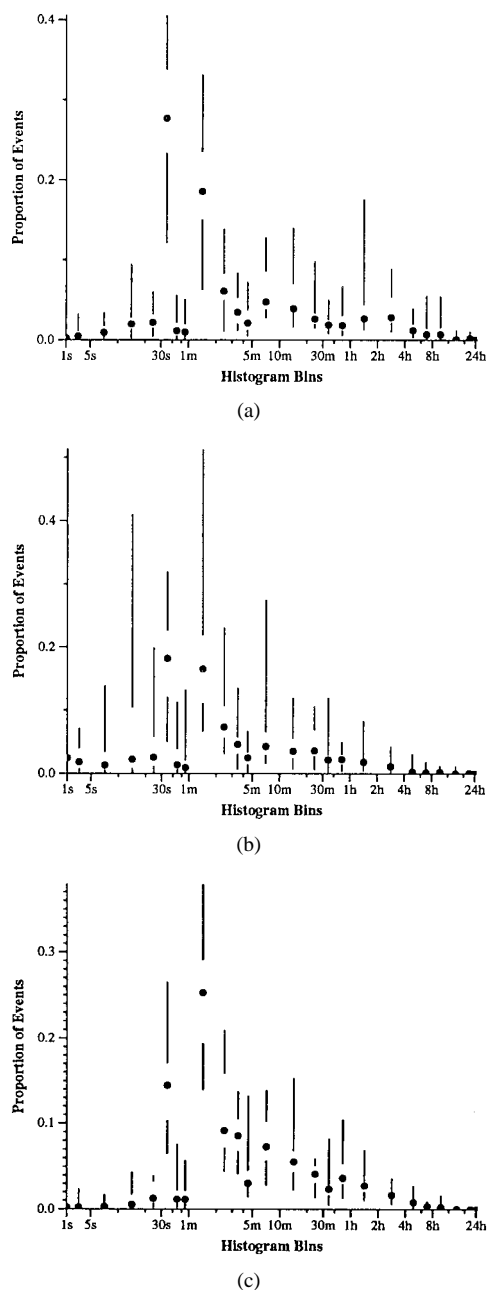 0.4
0.2
0.0
Proportion of Events
1s 5s 30s 1m 5m 10m 30m 1h 2h 4h 8h 24h
Histogram Bins
(a)
0.4
0.2
0.0
Proportion of Events
1s 5s 30s 1m 5m 10m 30m 1h 2h 4h 8h 24h
Histogram Bins
(b)
0.3
0.2
0.1
0.0
Proportion of Events
1s 5s 30s 1m 5m 10m 30m 1h 2h 4h 8h 24h
Histogram Bins
(c)